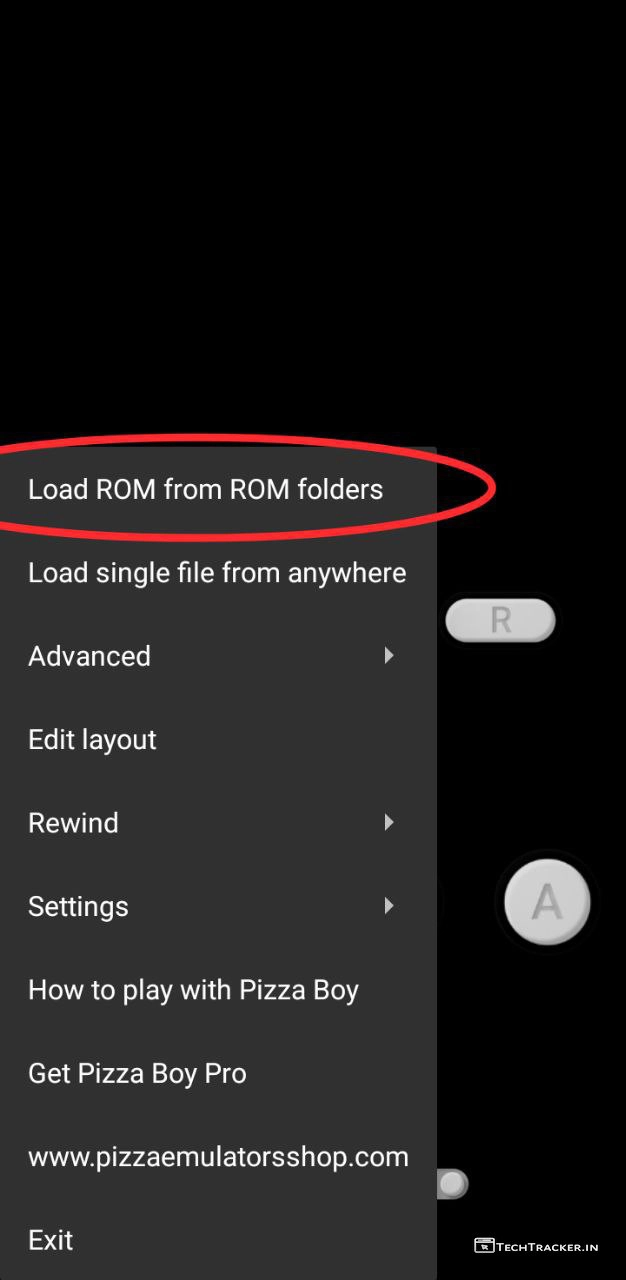 Load ROM from ROM folders
Load single file from anywhere
R
Advanced
Edit layout
Rewind
A
Settings
How to play with Pizza Boy
Get Pizza Boy Pro
www.pizzaemulatorsshop.com
Exit
TECHTRACKER.IN